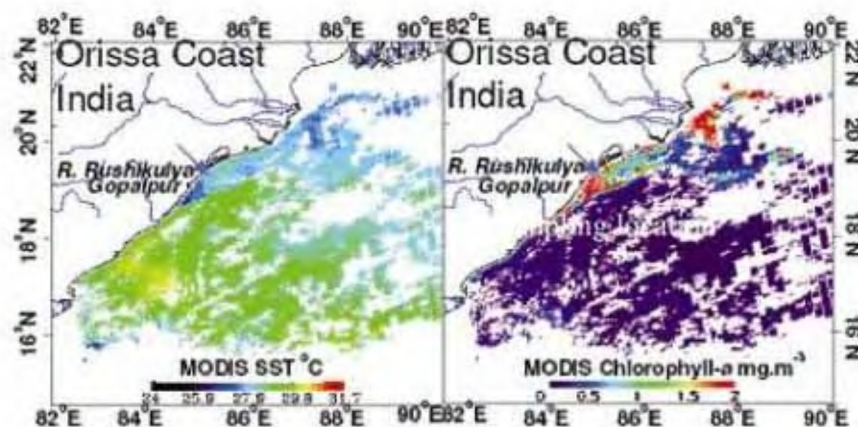 Orissa Coast
India
R. Rushikulya
Gopalpur
MODIS SST °C
24 25.9 27.8 29.8 31.7
22°N
20°N
18°N
16°N
82°E 84°E 86°E 88°E 90°E
82°E 84°E 86°E 88°E 90°E
Orissa Coast
India
R. Rushikulya
Gopalpur
location
MODIS Chlorophyll-a mg.m-3
0 0.5 1 1.5 2
84°E 86°E 88°E 90°E
22°N
20°N
18°N
16°N
84°E 86°E 88°E 90°E